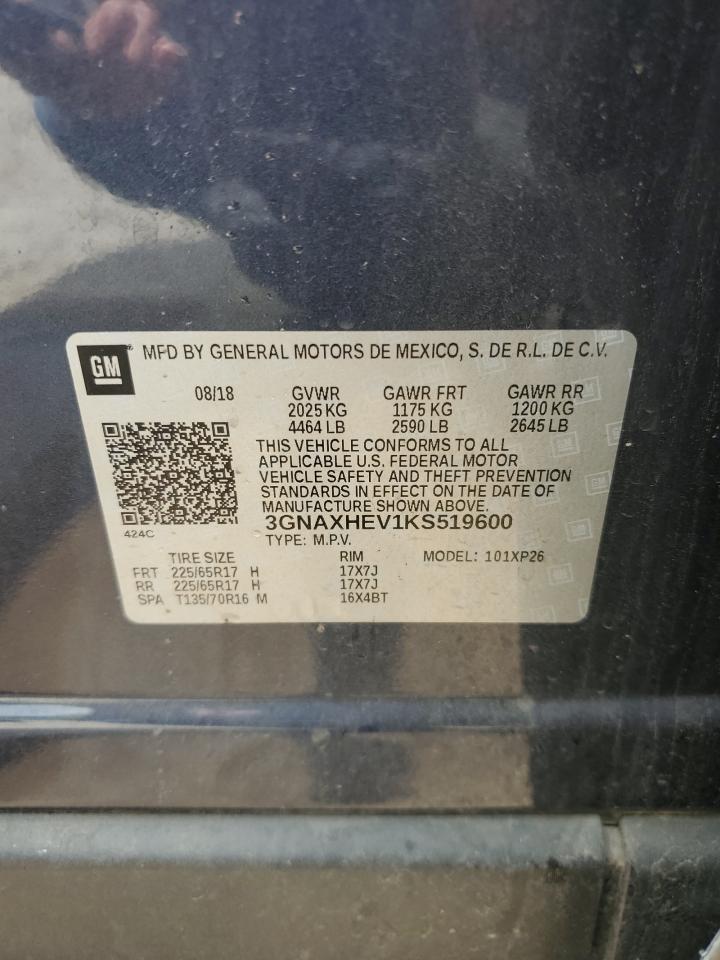 GM
MFD BY GENERAL MOTORS DE MEXICO, S. DE R.L. DE C.V.
08/18 GVWR GAWR FRT GAWR RR
2025 KG 1175 KG 1200 KG
4464 LB 2590 LB 2645 LB
THIS VEHICLE CONFORMS TO ALL
APPLICABLE U.S. FEDERAL MOTOR
VEHICLE SAFETY AND THEFT PREVENTION
STANDARDS IN EFFECT ON THE DATE OF
MANUFACTURE SHOWN ABOVE.
424C
3GNAXHEV1KS519600
TYPE: M.P.V.
TIRE SIZE RIM MODEL: 101XP26
FRT 225/65R17 H 17X7J
RR 225/65R17 H 17X7J
SPA T135/70R16 M 16X4BT